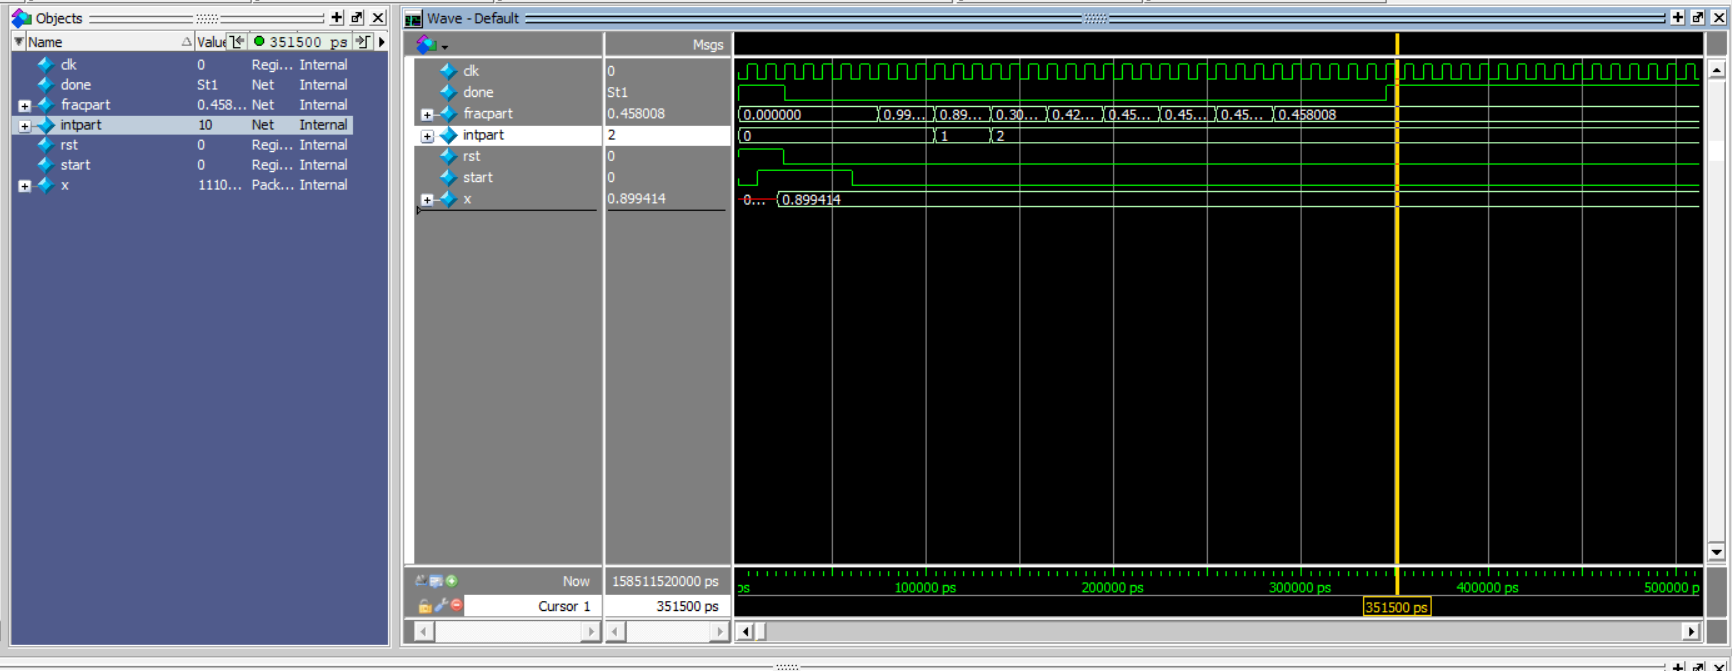 Objects
Wave - Default
Name Value 351500 ps
clk 0 Regi... Internal
done St1 Net Internal
fracpart 0.458... Net Internal
intpart 10 Net Internal
rst 0 Regi... Internal
start 0 Regi... Internal
x 1110... Pack... Internal
Msgs
clk 0
done St1
fracpart 0.458008 0.000000 0.99... 0.89... 0.30... 0.42... 0.45... 0.45... 0.45... 0.458008
intpart 2 0 1 2
rst 0
start 0
x 0.899414 0... 0.899414
Now 158511520000 ps
ps 100000 ps 200000 ps 300000 ps 400000 ps 500000 p
Cursor 1 351500 ps
351500 ps